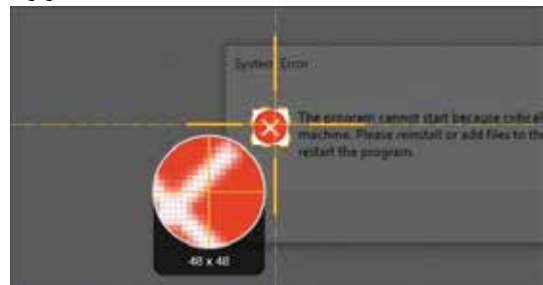 System Error
The program cannot start because critical
machine. Please reinstall or add files to the
restart the program.
48 x 48